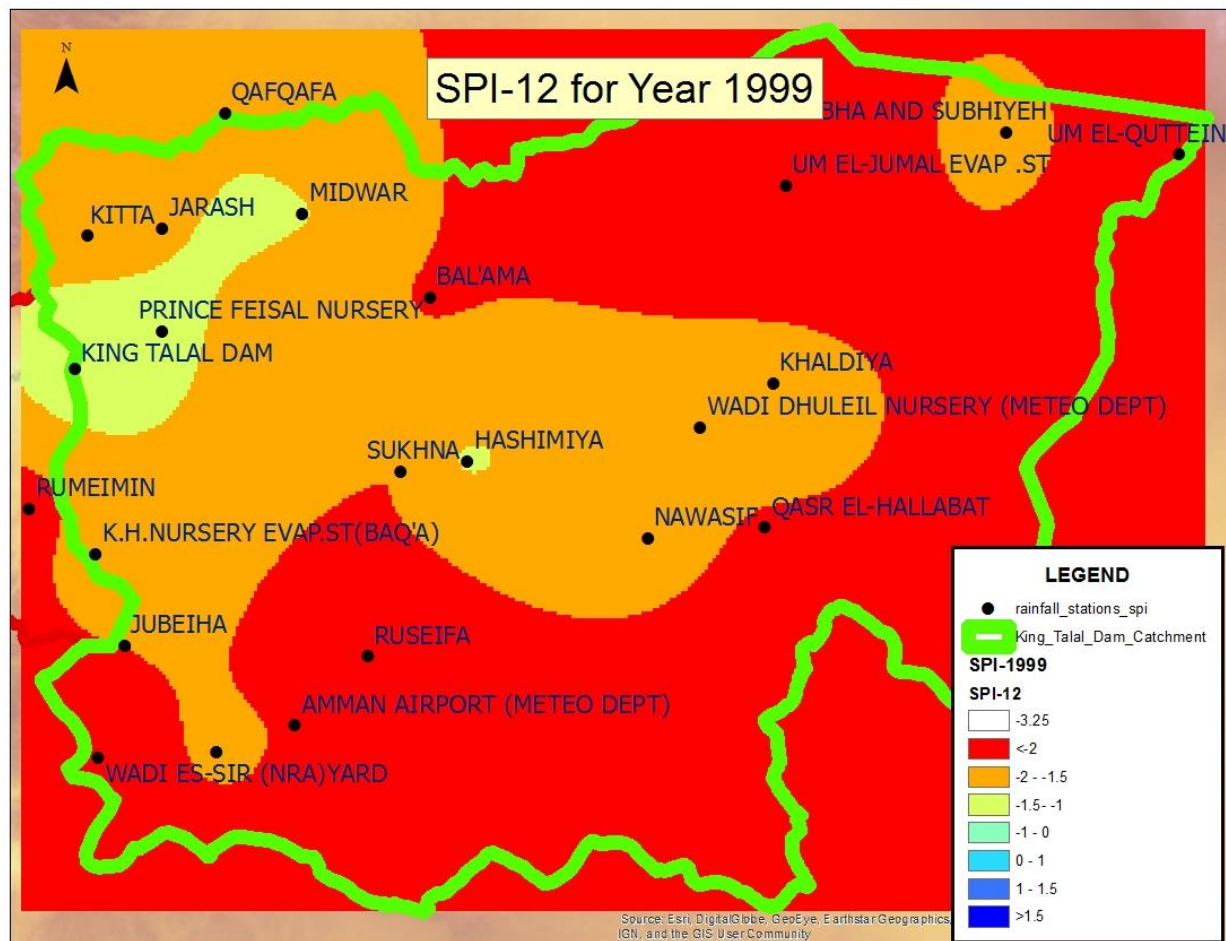 N
SPI-12 for Year 1999
QAFQAFA
BHA AND SUBHIYEH
UM EL-QUTTEIN
UM EL-JUMAL EVAP .ST
MIDWAR
JARASH
KITTA
BAL'AMA
PRINCE FEISAL NURSERY
KING TALAL DAM
KHALDIYA
WADI DHULEIL NURSERY (METEO DEPT)
HASHIMIYA
SUKHNA
RUMEIMIN
NAWASIF
QASR EL-HALLABAT
K.H.NURSERY EVAP.ST(BAQ'A)
JUBEIHA
RUSEIFA
AMMAN AIRPORT (METEO DEPT)
WADI ES-SIR (NRA)YARD
LEGEND
rainfall_stations_spi
King_Talal_Dam_Catchment
SPI-1999
SPI-12
-3.25
<-2
-2 - -1.5
-1.5- -1
-1 - 0
0 - 1
1 - 1.5
>1.5
Source: Esri, DigitalGlobe, GeoEye, Earthstar Geographics,
IGN, and the GIS User Community